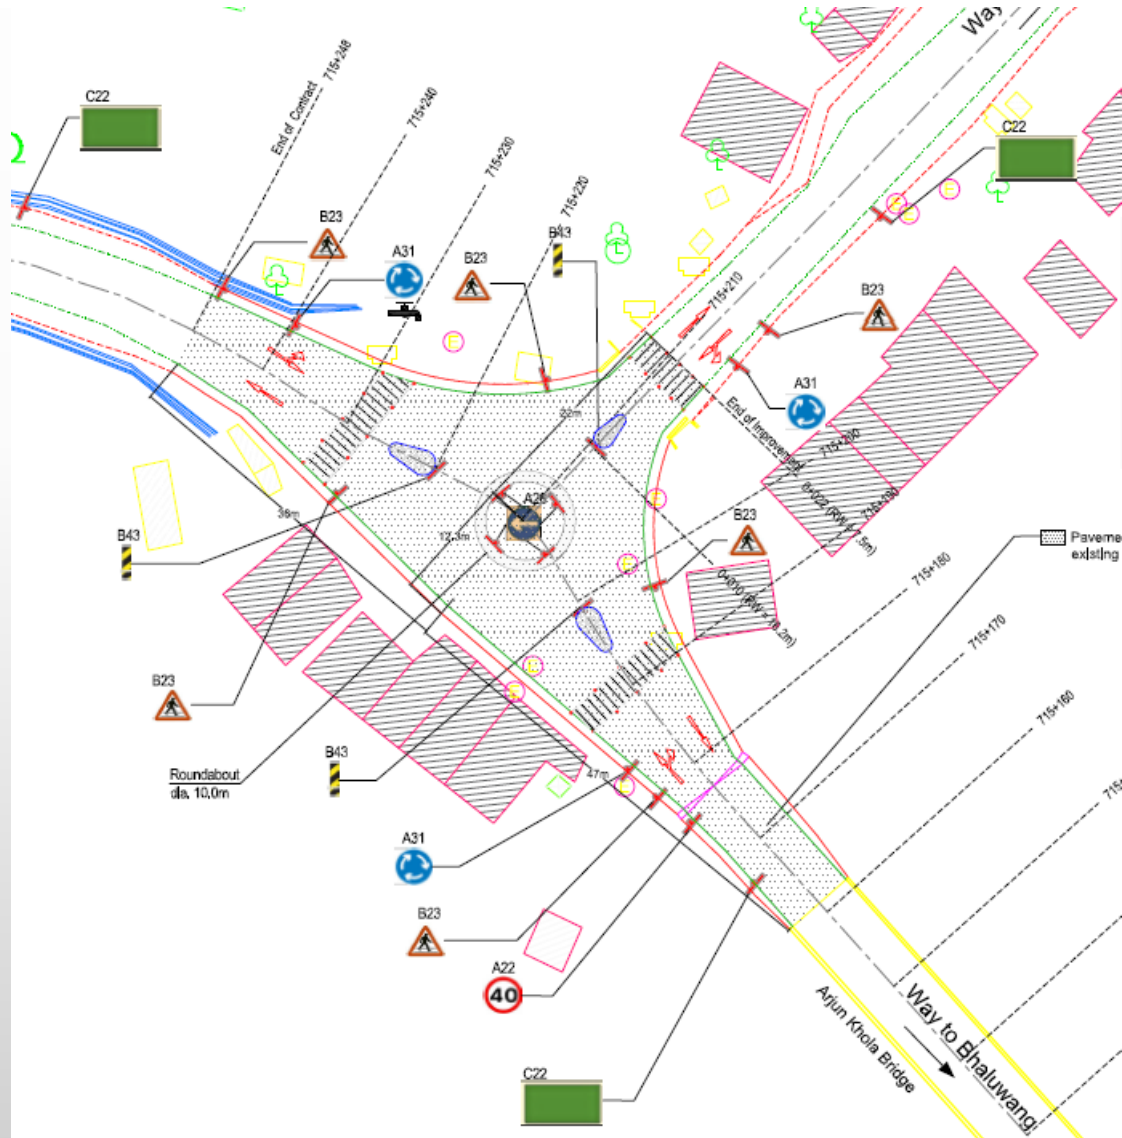 Way
C22
End of Contract
715+248
715+240
715+230
715+220
C22
B23
A31
B23
B43
715+210
B23
A31
22m
End of Improvement
715+200
38m
12.3m
B43
B23
715+180
Paveme
existing
715+170
B23
Roundabout
dia. 10.0m
B43
47m
715+160
715
A31
B23
A22
40
C22
Arjun Khola Bridge
Way to Bhaluwang